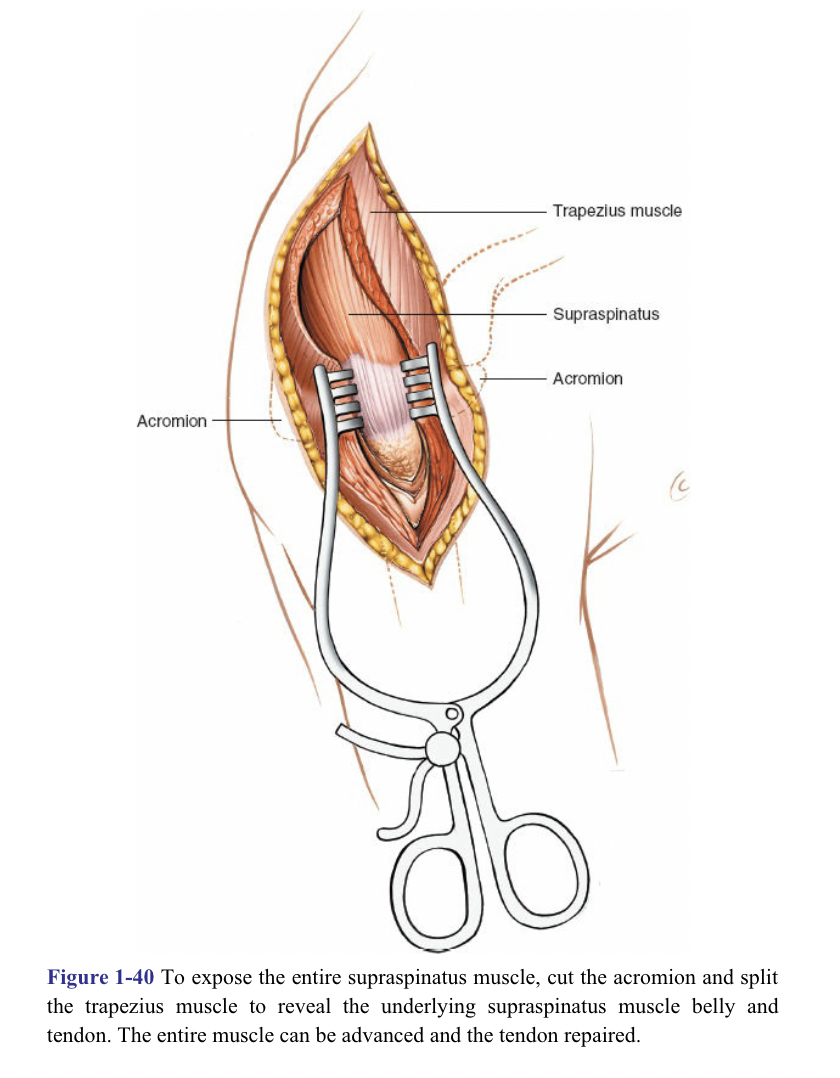 Trapezius muscle
Supraspinatus
Acromion
Acromion
Figure 1-40 To expose the entire supraspinatus muscle, cut the acromion and split
the trapezius muscle to reveal the underlying supraspinatus muscle belly and
tendon. The entire muscle can be advanced and the tendon repaired.